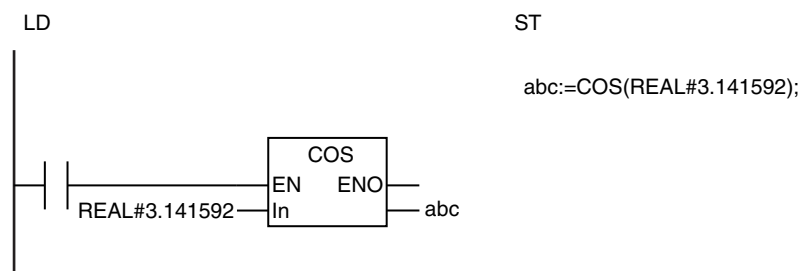 LD
ST
abc:=COS(REAL#3.141592);
COS
EN ENO
REAL#3.141592 In abc